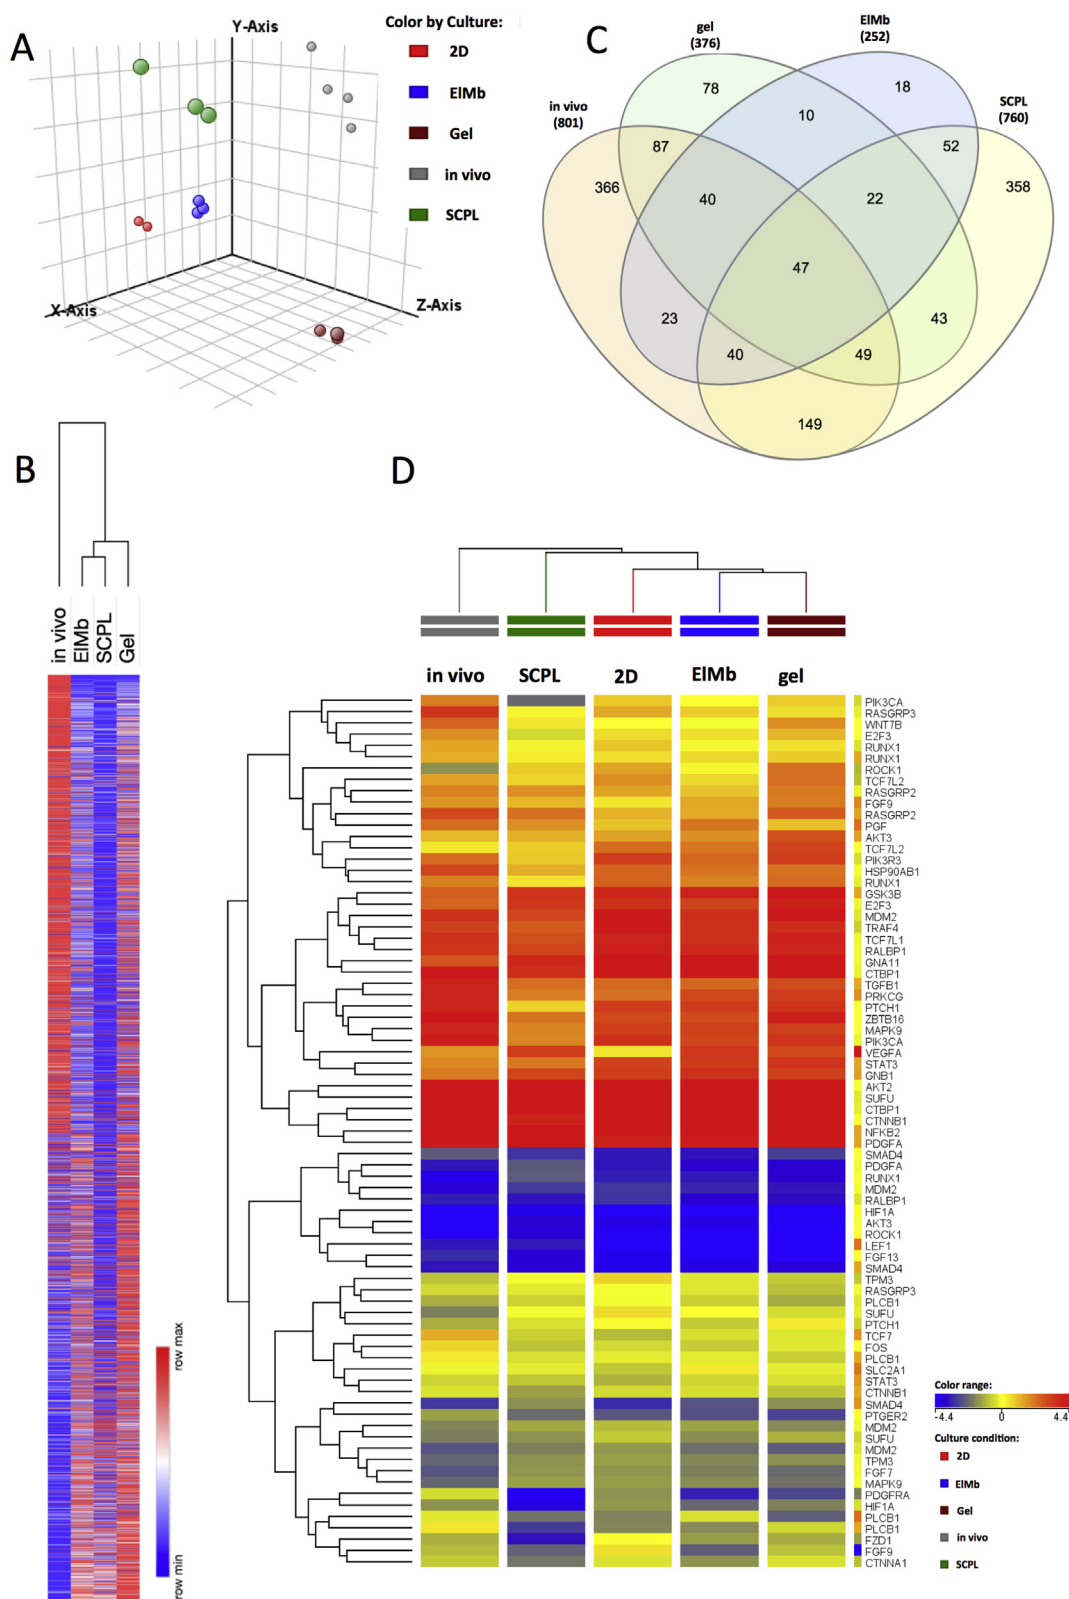 A
Y-Axis
X-Axis
Z-Axis
Color by Culture:
2D
EIMb
Gel
in vivo
SCPL
C
gel
(376)
EIMb
(252)
in vivo
(801)
SCPL
(760)
78
18
10
87
52
366
40
22
358
47
23
43
40
49
149
B
in vivo
EIMb
SCPL
Gel
row max
row min
D
in vivo
SCPL
2D
EIMb
gel
PIK3CA
RASGRP3
WNT7B
E2F3
RUNX1
RUNX1
ROCK1
TCF7L2
RASGRP2
FGF9
RASGRP2
PGF
AKT3
TCF7L2
PIK3R3
HSP90AB1
RUNX1
GSK3B
E2F3
MDM2
TRAF4
TCF7L1
RALBP1
GNA11
CTBP1
TGFB1
PRKCG
PTCH1
ZBTB16
MAPK9
PIK3CA
VEGFA
STAT3
GNB1
AKT2
SUFU
CTBP1
CTNNB1
NFKB2
PDGFA
SMAD4
PDGFA
RUNX1
MDM2
RALBP1
HIF1A
AKT3
ROCK1
LEF1
FGF13
SMAD4
TPM3
RASGRP3
PLCB1
SUFU
PTCH1
TCF7
FOS
PLCB1
SLC2A1
STAT3
CTNNB1
SMAD4
PTGER2
MDM2
SUFU
MDM2
TPM3
FGF7
MAPK9
PDGFRA
HIF1A
PLCB1
PLCB1
FZD1
FGF9
CTNNA1
Color range:
-4.4 0 4.4
Culture condition:
2D
EIMb
Gel
in vivo
SCPL